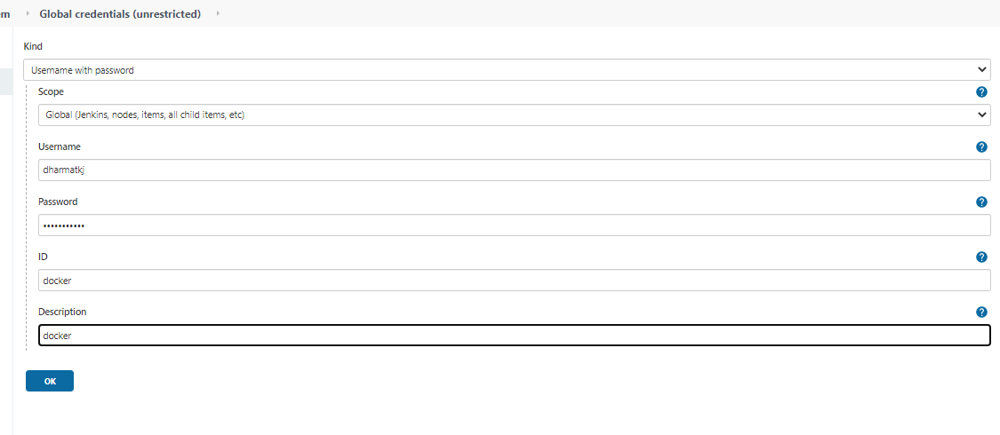 m Global credentials (unrestricted)
Kind
Username with password
Scope
Global (Jenkins, nodes, items, all child items, etc)
Username
dharmatkj
Password
•••••••••••
ID
docker
Description
docker
OK